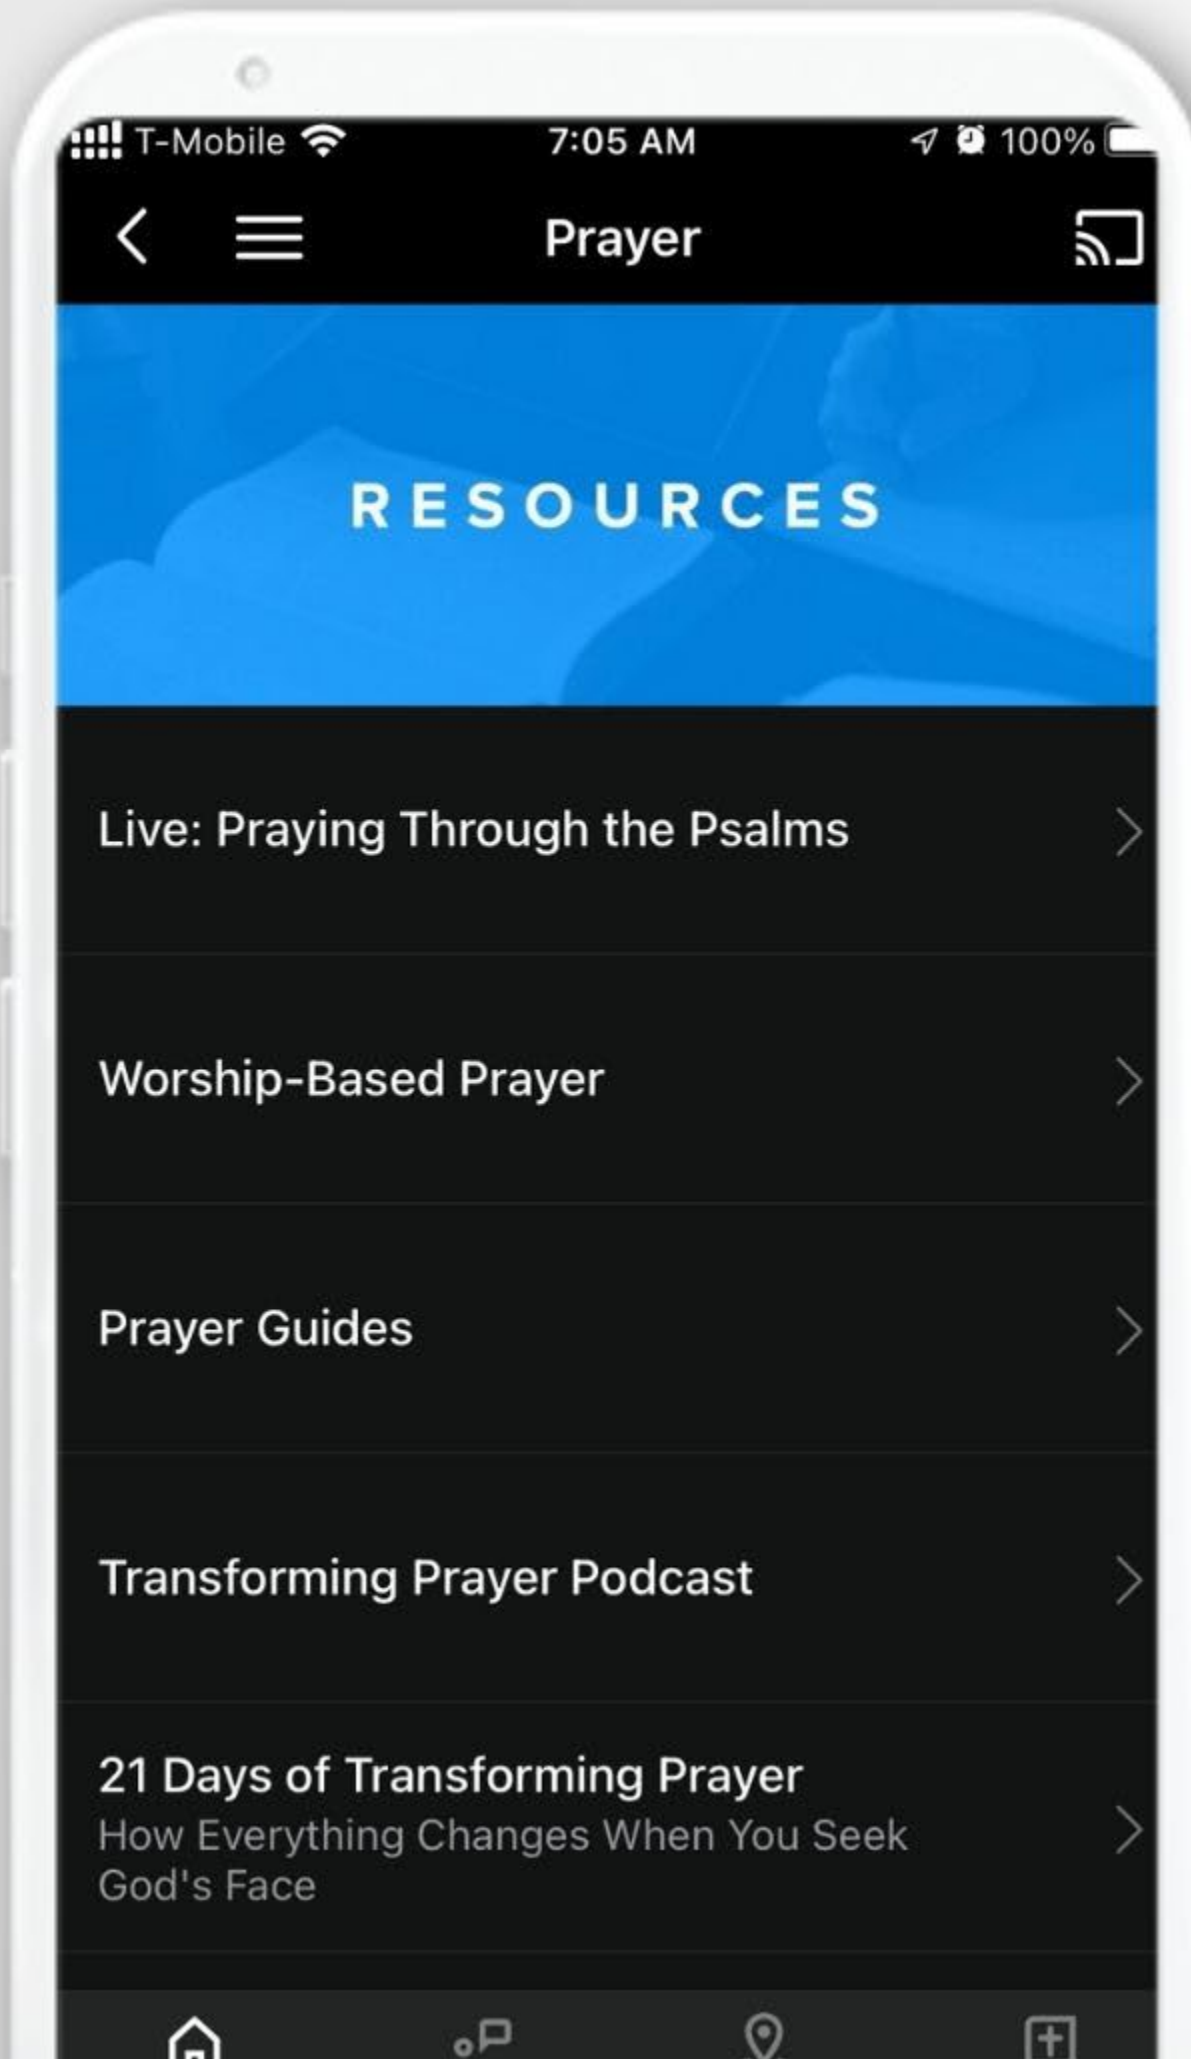 T-Mobile 7:05 AM 100%
Prayer
RESOURCES
Live: Praying Through the Psalms
Worship-Based Prayer
Prayer Guides
Transforming Prayer Podcast
21 Days of Transforming Prayer
How Everything Changes When You Seek
God's Face